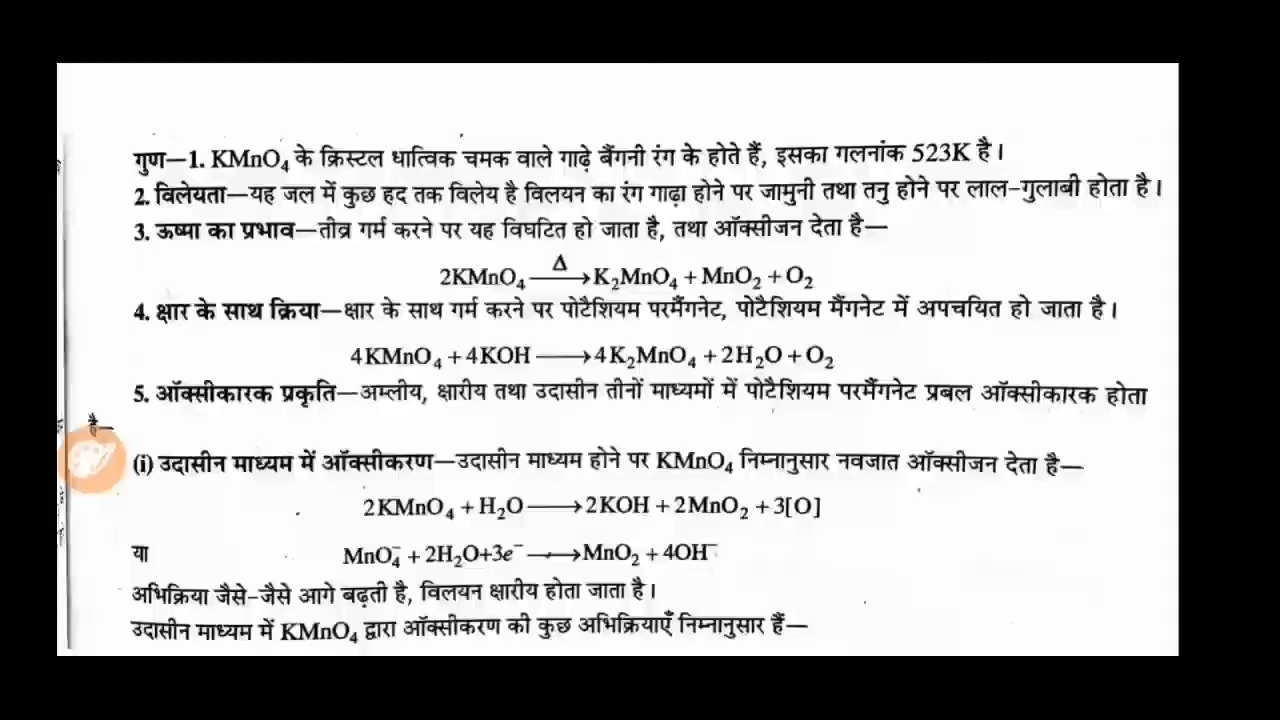 गुण—1. KMnO₄ के क्रिस्टल धात्विक चमक वाले गाढ़े बैंगनी रंग के होते हैं, इसका गलनांक 523K है।
2. विलेयता—यह जल में कुछ हद तक विलेय है विलयन का रंग गाढ़ा होने पर जामुनी तथा तनु होने पर लाल-गुलाबी होता है।
3. ऊष्मा का प्रभाव—तीव्र गर्म करने पर यह विघटित हो जाता है, तथा ऑक्सीजन देता है—
2KMnO₄ —Δ→ K₂MnO₄ + MnO₂ + O₂
4. क्षार के साथ क्रिया—क्षार के साथ गर्म करने पर पोटैशियम परमैंगनेट, पोटैशियम मैंगनेट में अपचयित हो जाता है।
4KMnO₄ + 4KOH ⟶ 4K₂MnO₄ + 2H₂O + O₂
5. ऑक्सीकारक प्रकृति—अम्लीय, क्षारीय तथा उदासीन तीनों माध्यमों में पोटैशियम परमैंगनेट प्रबल ऑक्सीकारक होता
है—
(i) उदासीन माध्यम में ऑक्सीकरण—उदासीन माध्यम होने पर KMnO₄ निम्नानुसार नवजात ऑक्सीजन देता है—
2KMnO₄ + H₂O ⟶ 2KOH + 2MnO₂ + 3[O]
या MnO₄⁻ + 2H₂O+3e⁻ ⟶ MnO₂ + 4OH⁻
अभिक्रिया जैसे-जैसे आगे बढ़ती है, विलयन क्षारीय होता जाता है।
उदासीन माध्यम में KMnO₄ द्वारा ऑक्सीकरण की कुछ अभिक्रियाएँ निम्नानुसार हैं—